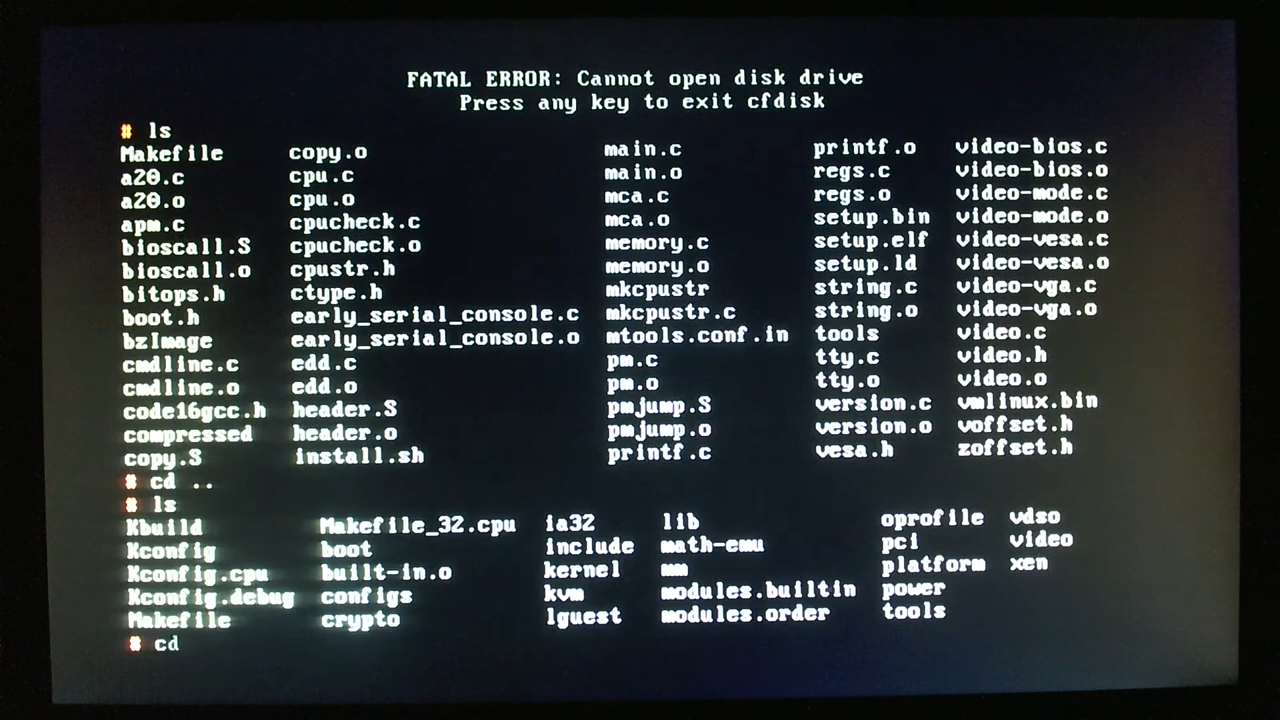 FATAL ERROR: Cannot open disk drive
Press any key to exit cfdisk
# ls
Makefile copy.o main.c printf.o video-bios.c
a20.c cpu.c main.o regs.c video-bios.o
a20.o cpu.o mca.c regs.o video-mode.c
apm.c cpucheck.c mca.o setup.bin video-mode.o
bioscall.S cpucheck.o memory.c setup.elf video-vesa.c
bioscall.o cpustr.h memory.o setup.ld video-vesa.o
bitops.h ctype.h mkcpustr string.c video-vga.c
boot.h early_serial_console.c mkcpustr.c string.o video-vga.o
bzImage early_serial_console.o mtools.conf.in tools video.c
cmdline.c edd.c pm.c tty.c video.h
cmdline.o edd.o pm.o tty.o video.o
code16gcc.h header.S pmjump.S version.c vmlinux.bin
compressed header.o pmjump.o version.o voffset.h
copy.S install.sh printf.c vesa.h zoffset.h
# cd ..
# ls
Kbuild Makefile_32.cpu ia32 lib oprofile vdso
Kconfig boot include math-emu pci video
Kconfig.cpu built-in.o kernel mm platform xen
Kconfig.debug configs kvm modules.builtin power
Makefile crypto lguest modules.order tools
# cd